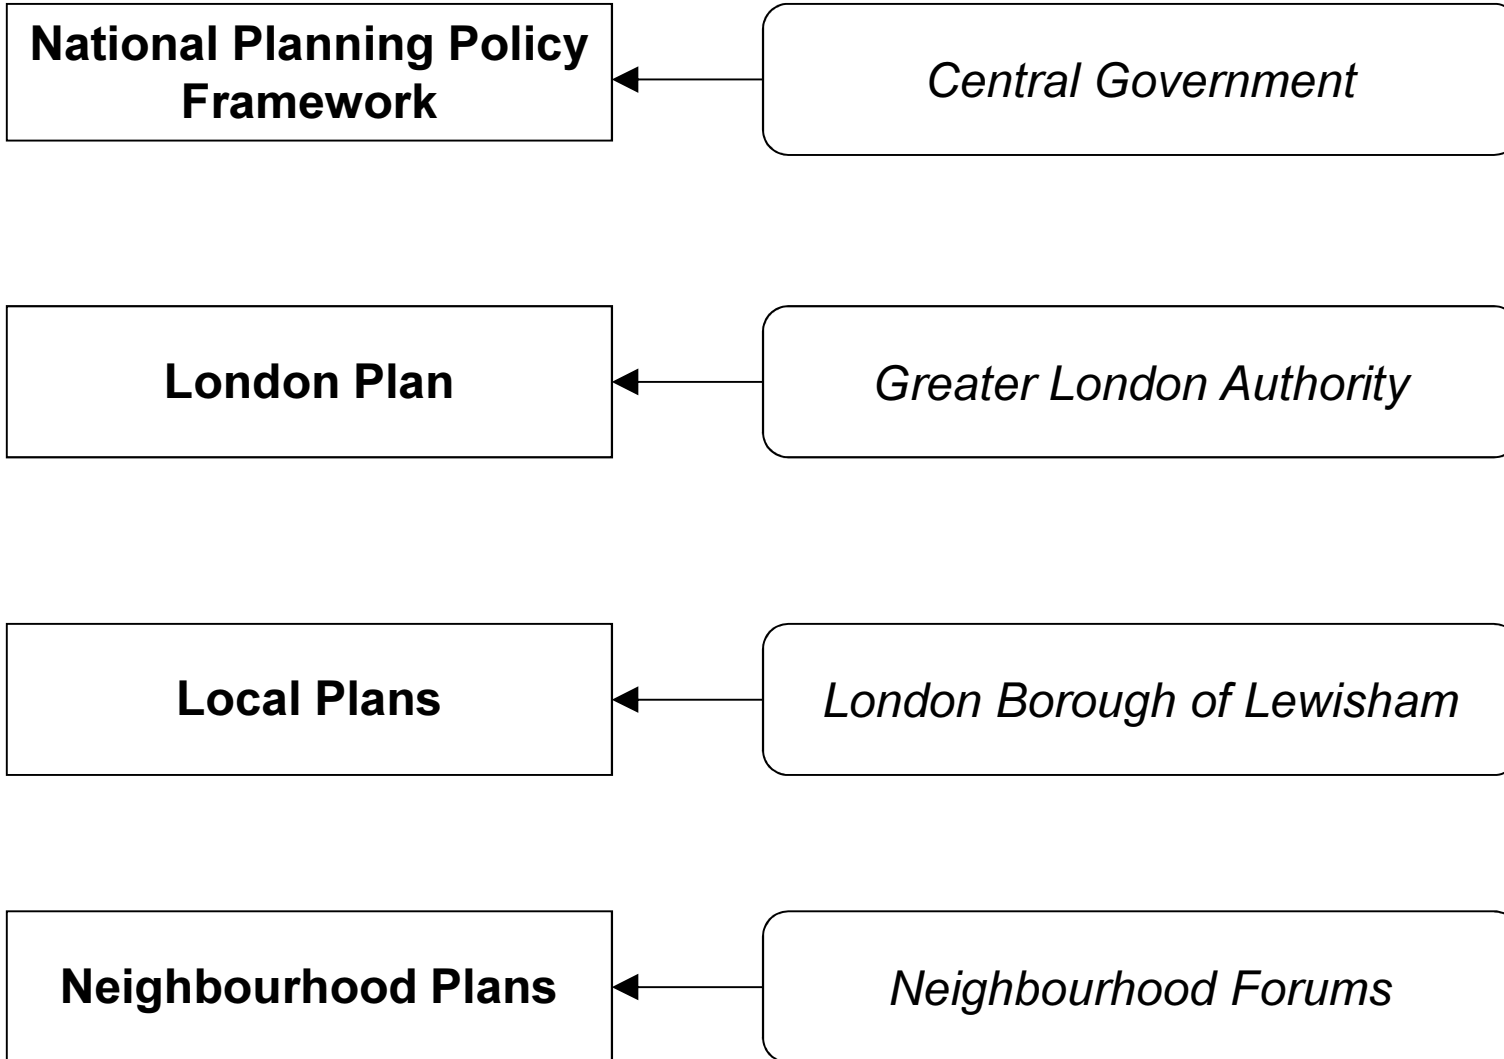 National Planning Policy
Framework
Central Government
London Plan
Greater London Authority
Local Plans
London Borough of Lewisham
Neighbourhood Plans
Neighbourhood Forums